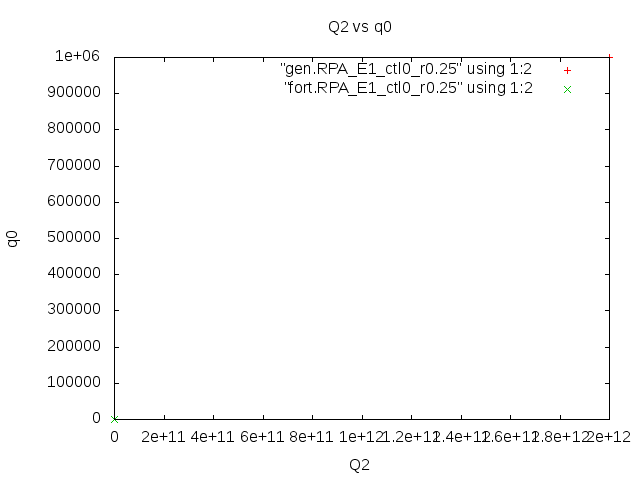 Q2 vs q0
1e+06
900000
800000
700000
600000
500000
400000
300000
200000
100000
0
q0
"gen.RPA_E1_ctl0_r0.25" using 1:2
"fort.RPA_E1_ctl0_r0.25" using 1:2
0 2e+11 4e+11 6e+11 8e+11 1e+12 1.2e+12 1.4e+12 1.6e+12 1.8e+12 2e+12
Q2